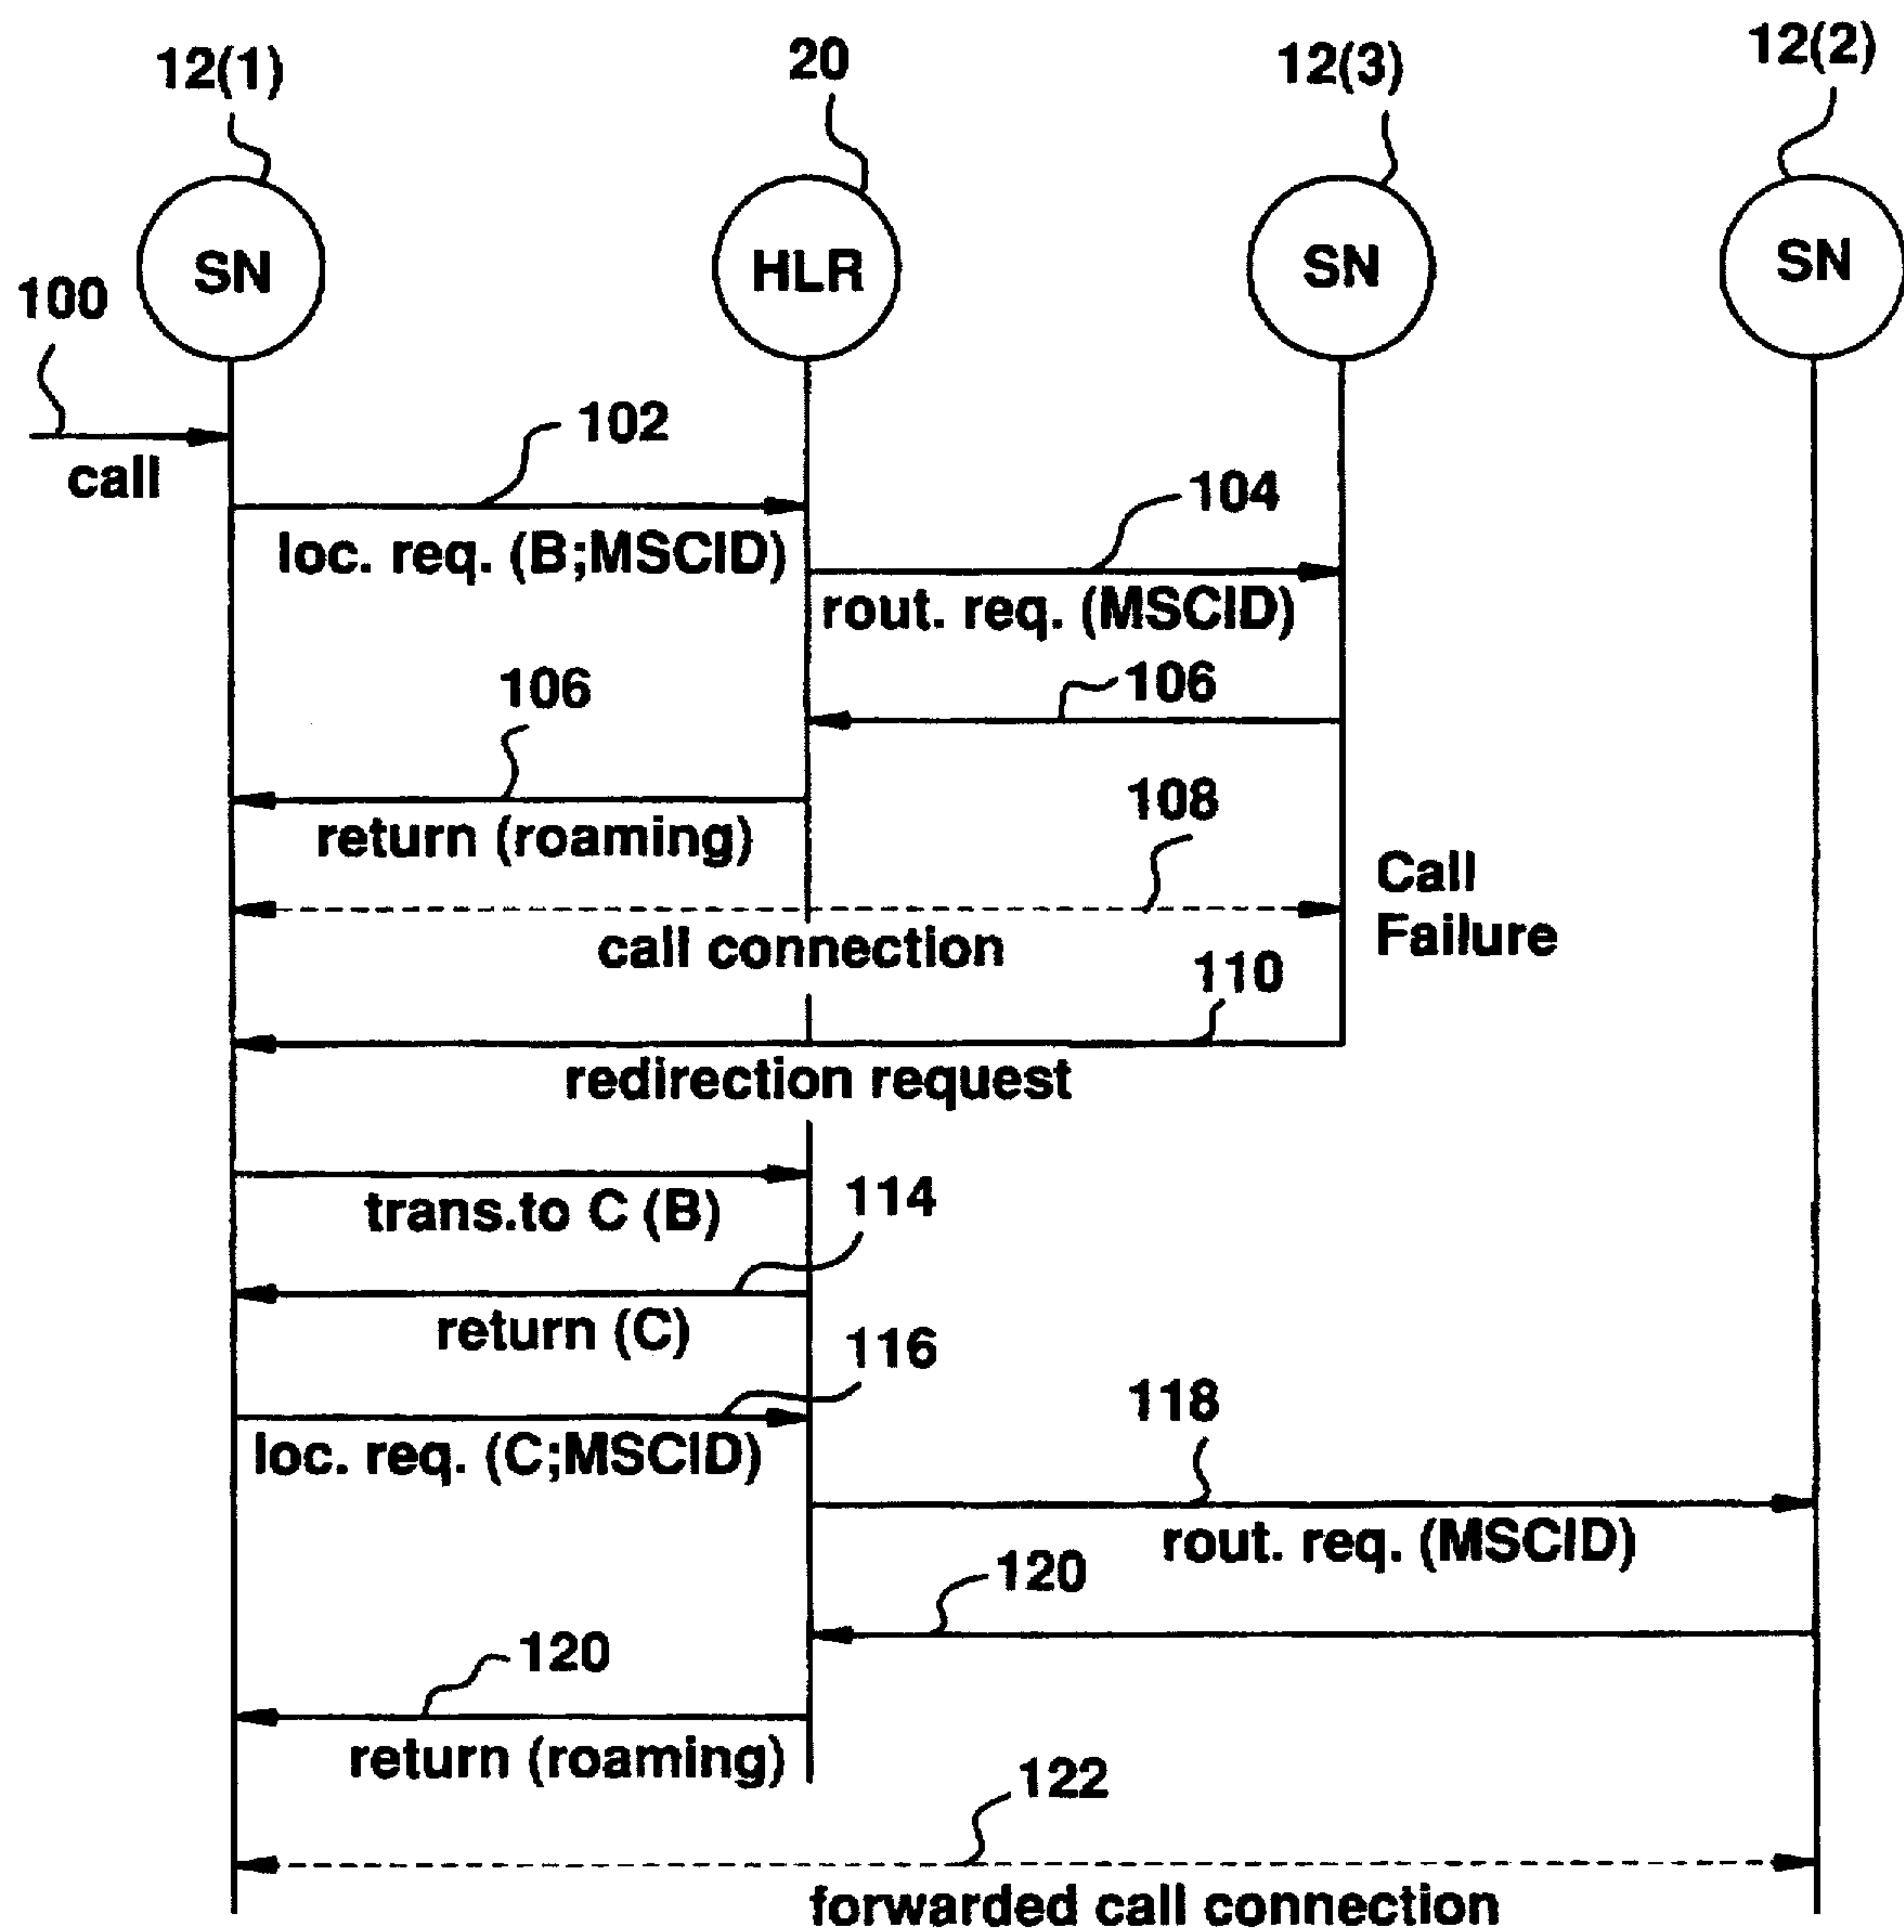 12(1)
20
12(3)
12(2)
SN
HLR
SN
SN
100
call
102
loc. req. (B;MSCID)
104
rout. req. (MSCID)
106
106
return (roaming)
108
call connection
Call
Failure
110
redirection request
trans.to C (B)
114
return (C)
116
loc. req. (C;MSCID)
118
rout. req. (MSCID)
120
120
return (roaming)
122
forwarded call connection